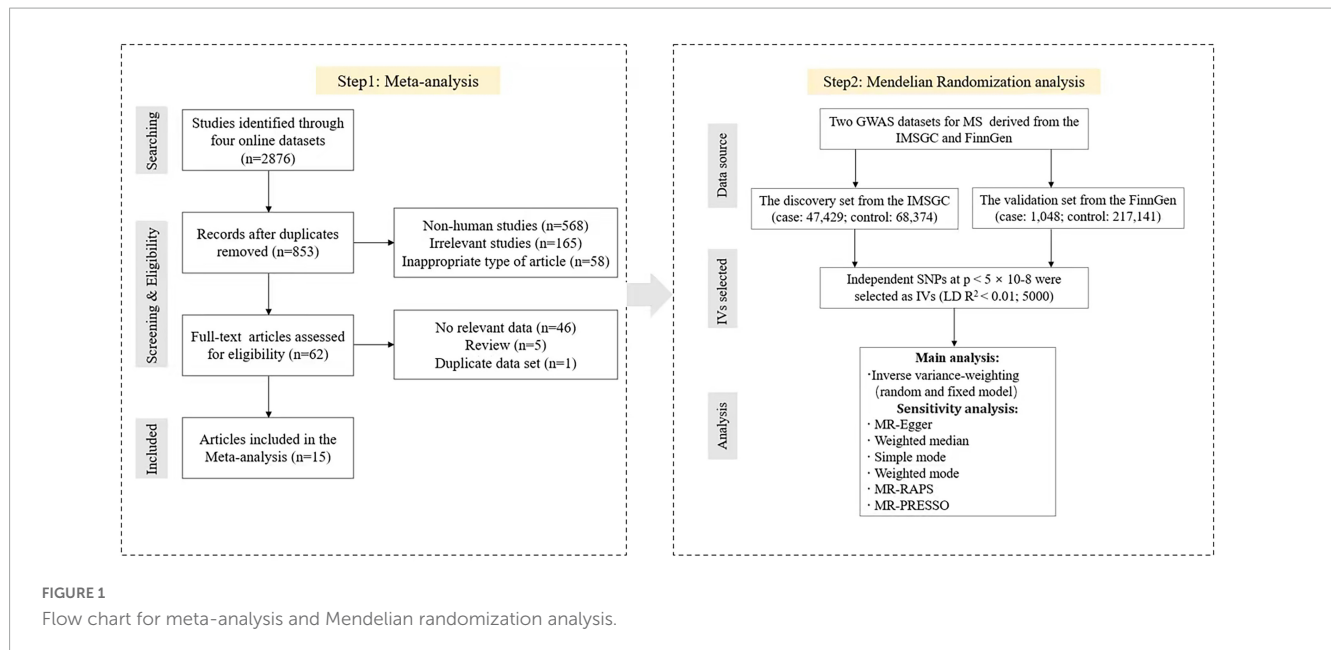 Step1: Meta-analysis
Searching
Studies identified through
four online datasets
(n=2876)
Screening & Eligibility
Records after duplicates
removed (n=853)
Non-human studies (n=568)
Irrelevant studies (n=165)
Inappropriate type of article (n=58)
Full-text articles assessed
for eligibility (n=62)
No relevant data (n=46)
Review (n=5)
Duplicate data set (n=1)
Included
Articles included in the
Meta-analysis (n=15)
Step2: Mendelian Randomization analysis
Data source
Two GWAS datasets for MS derived from the
IMSGC and FinnGen
The discovery set from the IMSGC
(case: 47,429; control: 68,374)
The validation set from the FinnGen
(case: 1,048; control: 217,141)
IVs selected
Independent SNPs at p < 5 × 10-8 were
selected as IVs (LD R² < 0.01; 5000)
Analysis
Main analysis:
·Inverse variance-weighting
(random and fixed model)
Sensitivity analysis:
· MR-Egger
· Weighted median
· Simple mode
· Weighted mode
· MR-RAPS
· MR-PRESSO
FIGURE 1
Flow chart for meta-analysis and Mendelian randomization analysis.